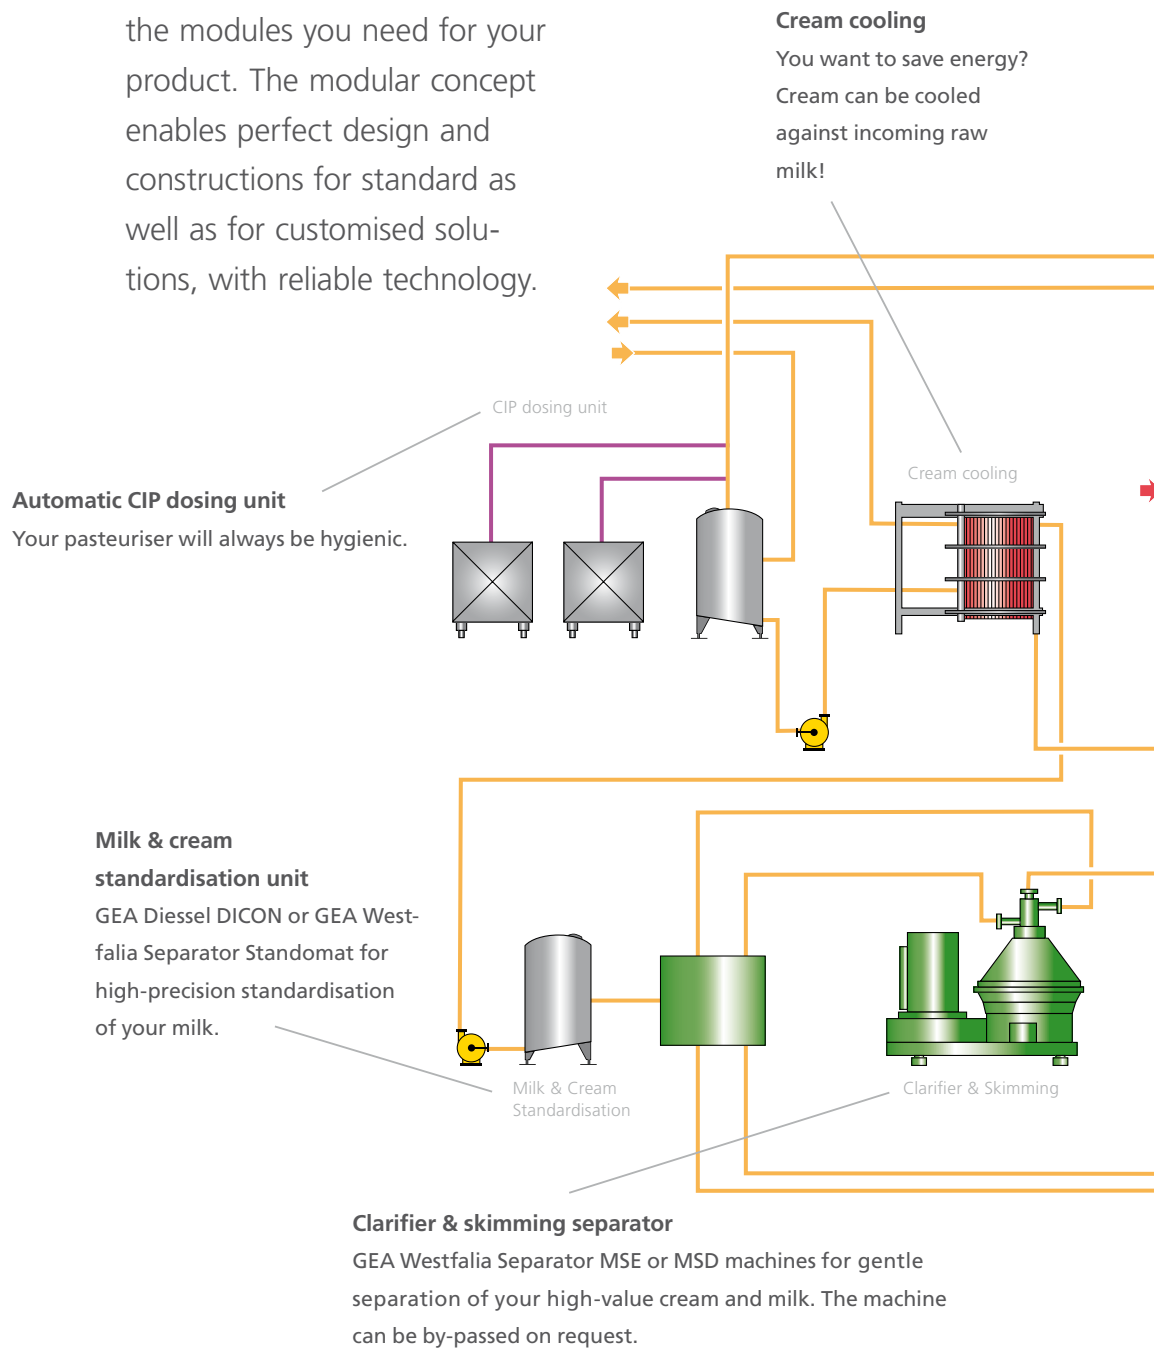 the modules you need for your
product. The modular concept
enables perfect design and
constructions for standard as
well as for customised solu-
tions, with reliable technology.
Cream cooling
You want to save energy?
Cream can be cooled
against incoming raw
milk!
CIP dosing unit
Cream cooling
Automatic CIP dosing unit
Your pasteuriser will always be hygienic.
Milk & cream
standardisation unit
GEA Diessel DICON or GEA West-
falia Separator Standomat for
high-precision standardisation
of your milk.
Milk & Cream
Standardisation
Clarifier & Skimming
Clarifier & skimming separator
GEA Westfalia Separator MSE or MSD machines for gentle
separation of your high-value cream and milk. The machine
can be by-passed on request.